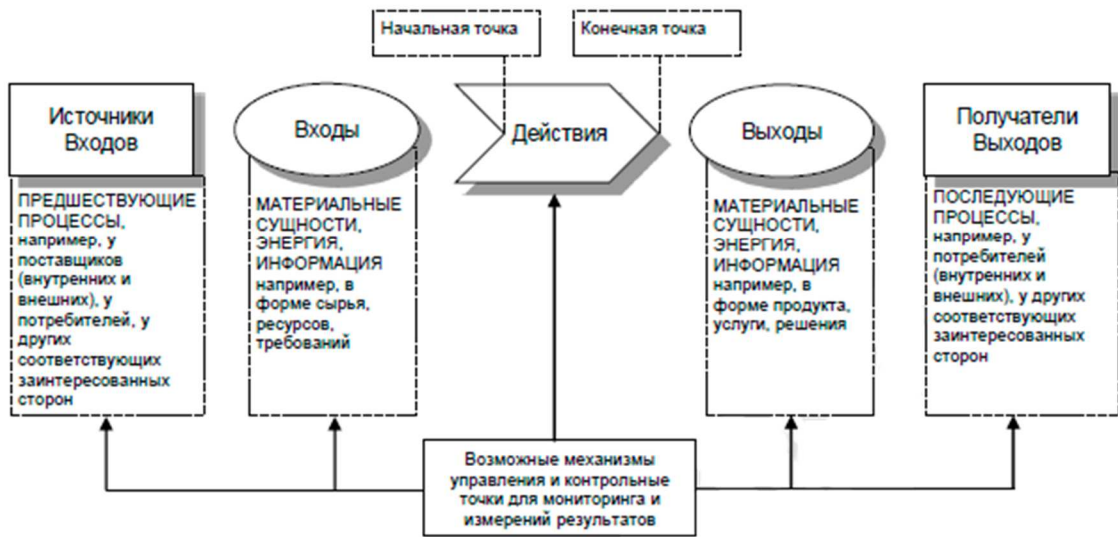 Начальная точка
Конечная точка
Источники
Входов
Входы
Действия
Выходы
Получатели
Выходов
ПРЕДШЕСТВУЮЩИЕ
ПРОЦЕССЫ,
например, у
поставщиков
(внутренних и
внешних), у
потребителей, у
других
соответствующих
заинтересованных
сторон
МАТЕРИАЛЬНЫЕ
СУЩНОСТИ,
ЭНЕРГИЯ,
ИНФОРМАЦИЯ
например, в
форме сырья,
ресурсов,
требований
МАТЕРИАЛЬНЫЕ
СУЩНОСТИ,
ЭНЕРГИЯ,
ИНФОРМАЦИЯ
например, в
форме продукта,
услуги, решения
ПОСЛЕДУЮЩИЕ
ПРОЦЕССЫ,
например, у
потребителей
(внутренних и
внешних), у других
соответствующих
заинтересованных
сторон
Возможные механизмы
управления и контрольные
точки для мониторинга и
измерений результатов